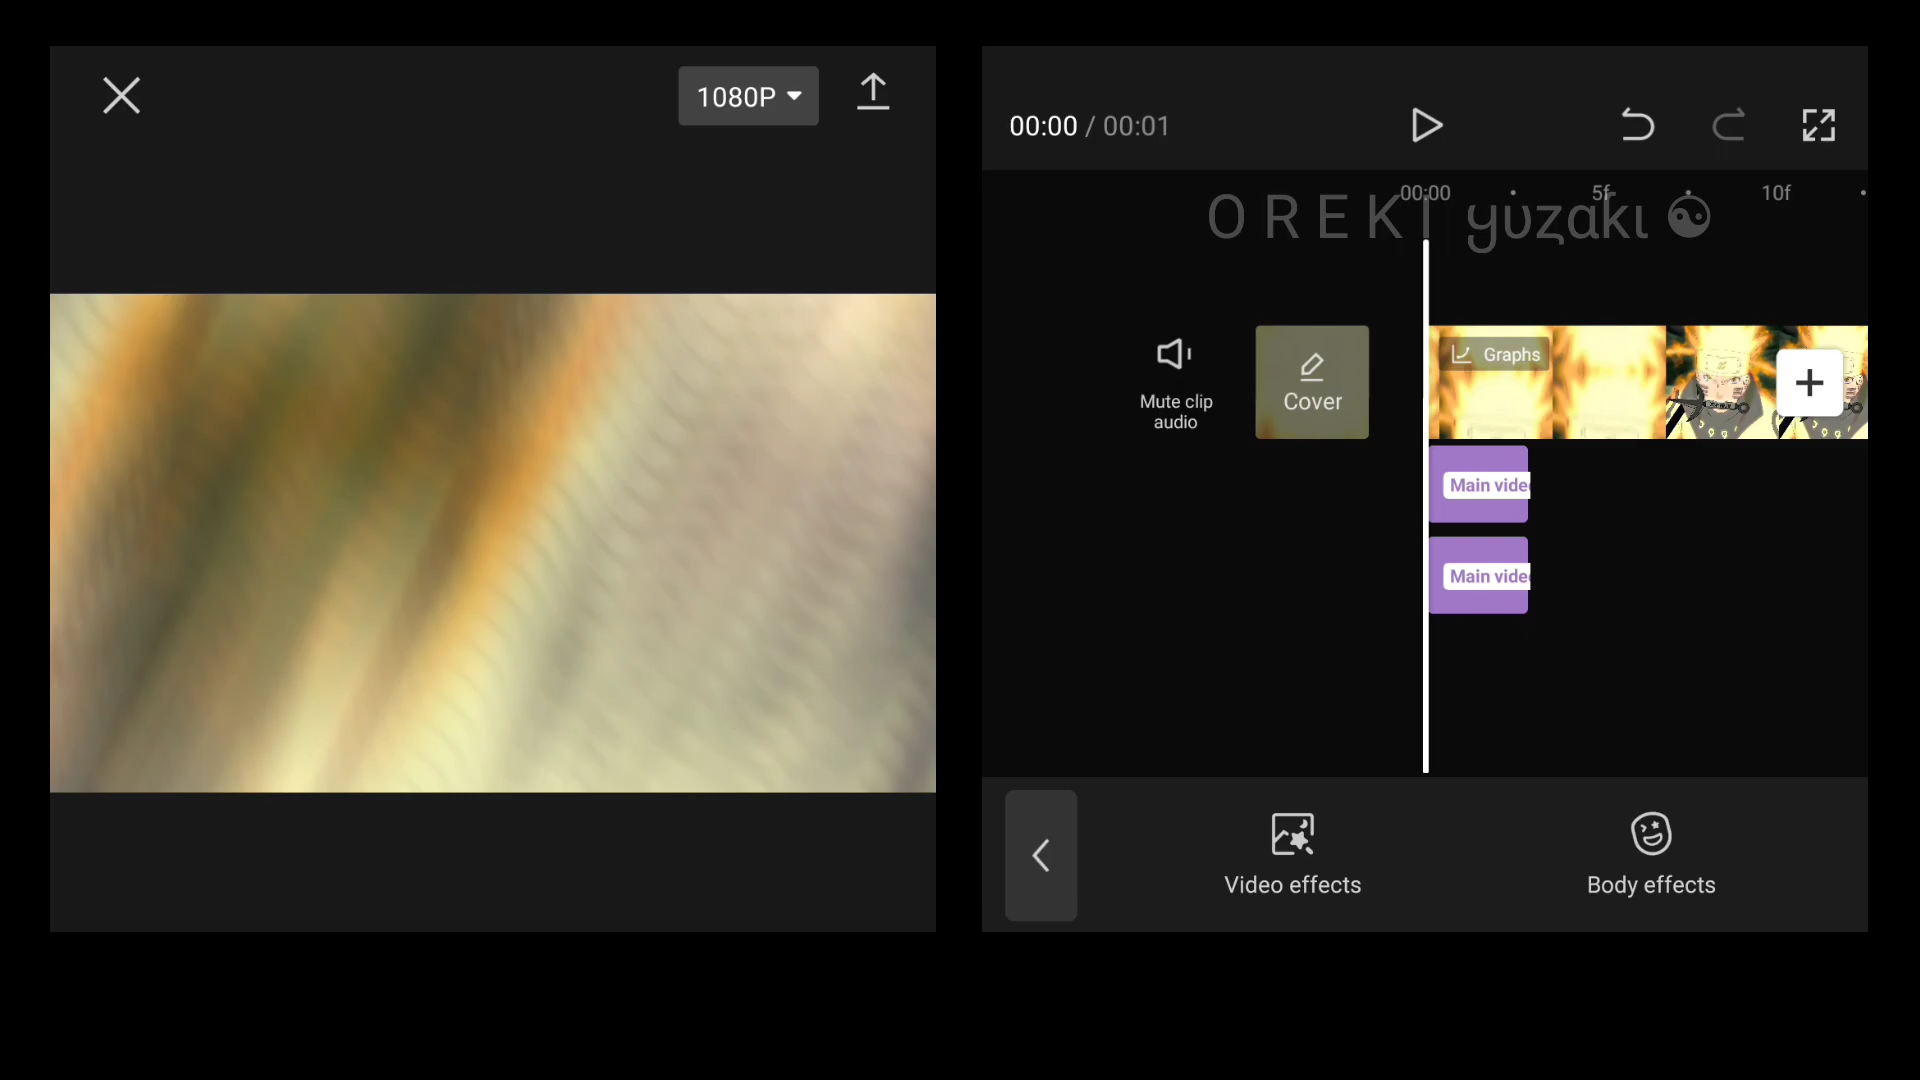 1080P
00:00 / 00:01
00:00 5f 10f
O R E K I yυzαkι ☯
Graphs
Mute clip
audio
Cover
Main vide
Main vide
Video effects
Body effects